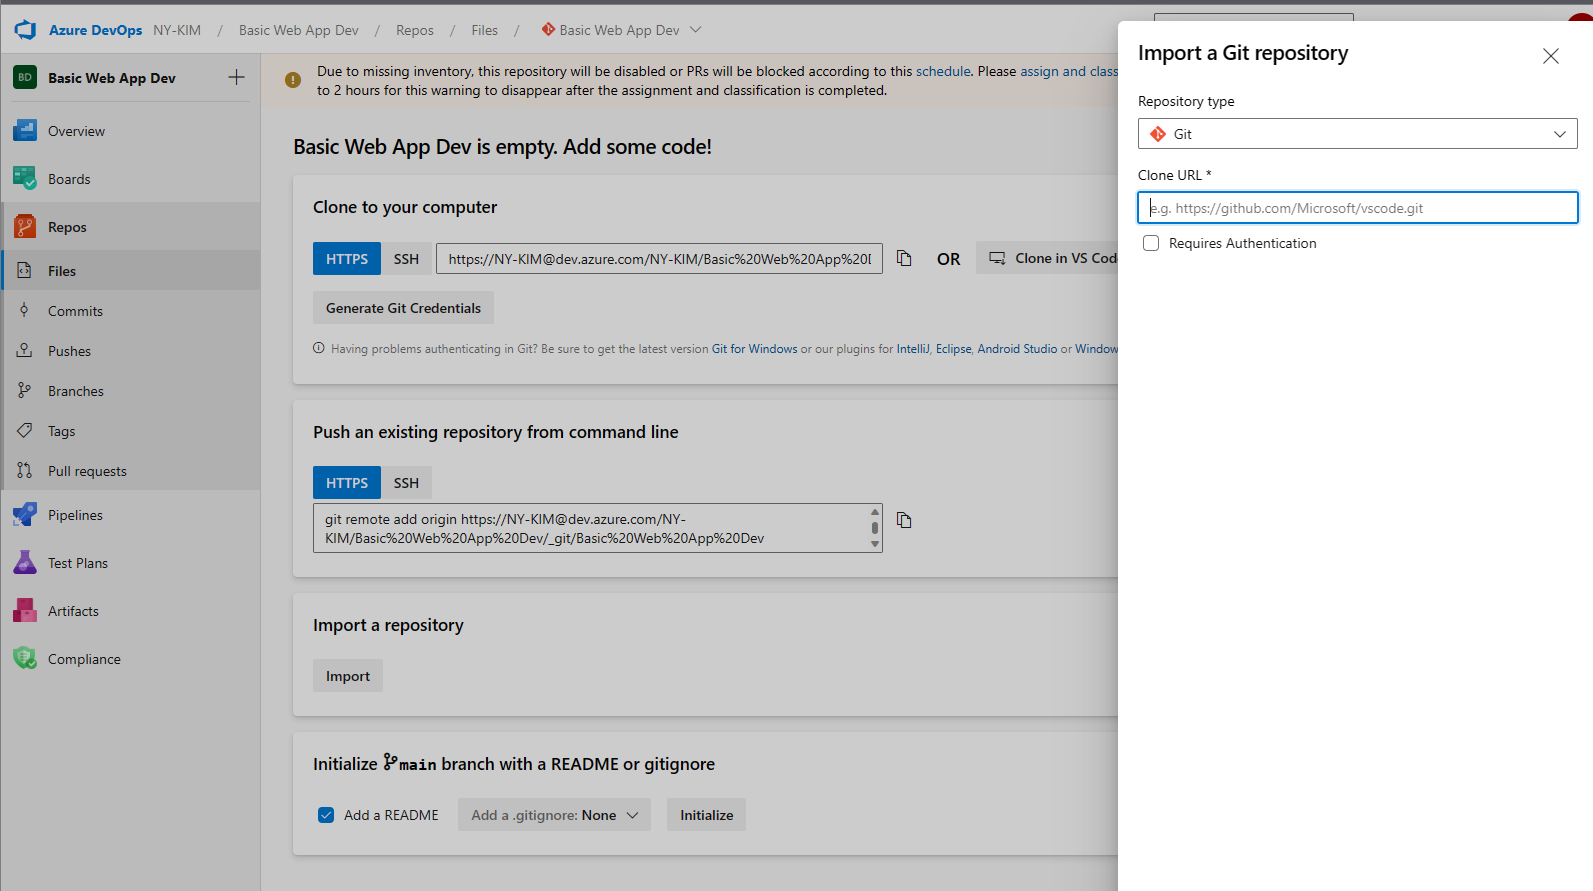 Azure DevOps NY-KIM / Basic Web App Dev / Repos / Files / Basic Web App Dev
BD Basic Web App Dev
Overview
Boards
Repos
Files
Commits
Pushes
Branches
Tags
Pull requests
Pipelines
Test Plans
Artifacts
Compliance
Due to missing inventory, this repository will be disabled or PRs will be blocked according to this schedule. Please assign and class
to 2 hours for this warning to disappear after the assignment and classification is completed.
Basic Web App Dev is empty. Add some code!
Clone to your computer
HTTPS SSH https://NY-KIM@dev.azure.com/NY-KIM/Basic%20Web%20App%20D OR Clone in VS Code
Generate Git Credentials
Having problems authenticating in Git? Be sure to get the latest version Git for Windows or our plugins for IntelliJ, Eclipse, Android Studio or Window
Push an existing repository from command line
HTTPS SSH
git remote add origin https://NY-KIM@dev.azure.com/NY-
KIM/Basic%20Web%20App%20Dev/_git/Basic%20Web%20App%20Dev
Import a repository
Import
Initialize main branch with a README or gitignore
Add a README Add a .gitignore: None Initialize
Import a Git repository
Repository type
Git
Clone URL *
e.g. https://github.com/Microsoft/vscode.git
Requires Authentication